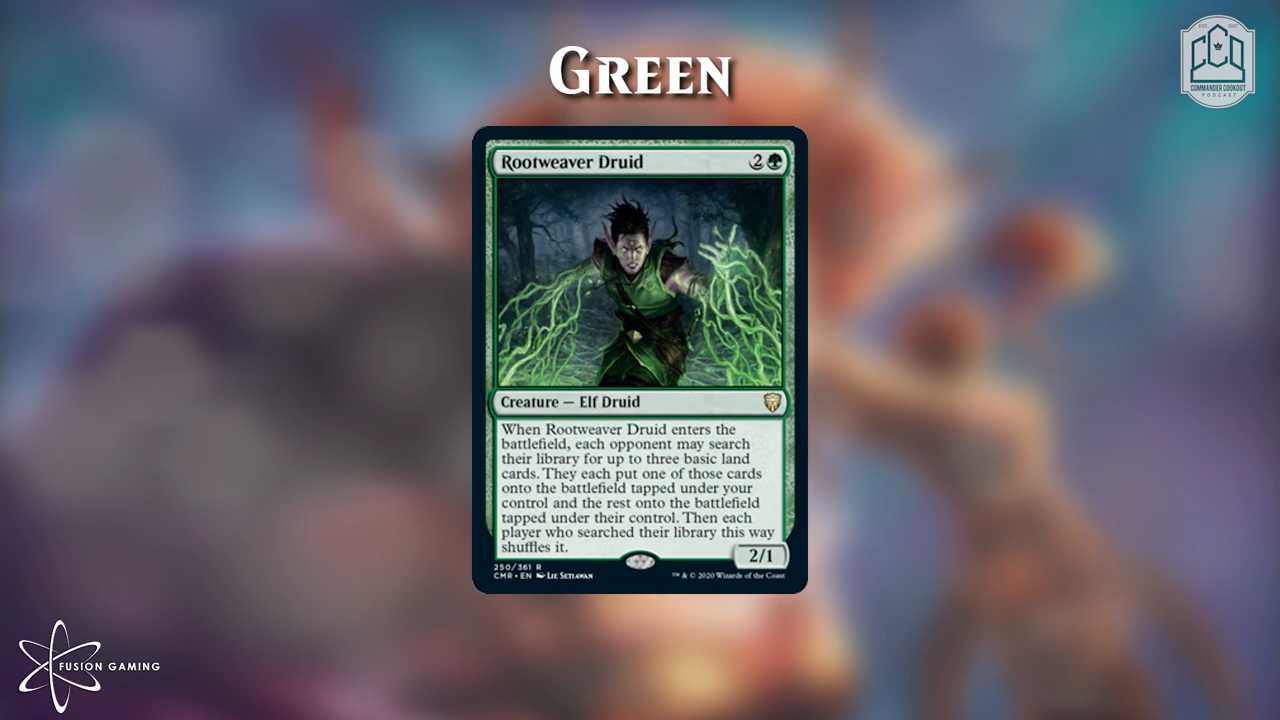 GREEN
COMMANDER COOKOUT
PODCAST
Rootweaver Druid 2
Creature — Elf Druid
When Rootweaver Druid enters the
battlefield, each opponent may search
their library for up to three basic land
cards. They each put one of those cards
onto the battlefield tapped under your
control and the rest onto the battlefield
tapped under their control. Then each
player who searched their library this way
shuffles it.
2/1
250/361 R
CMR • EN Lie Setiawan
™ & © 2020 Wizards of the Coast
FUSION GAMING